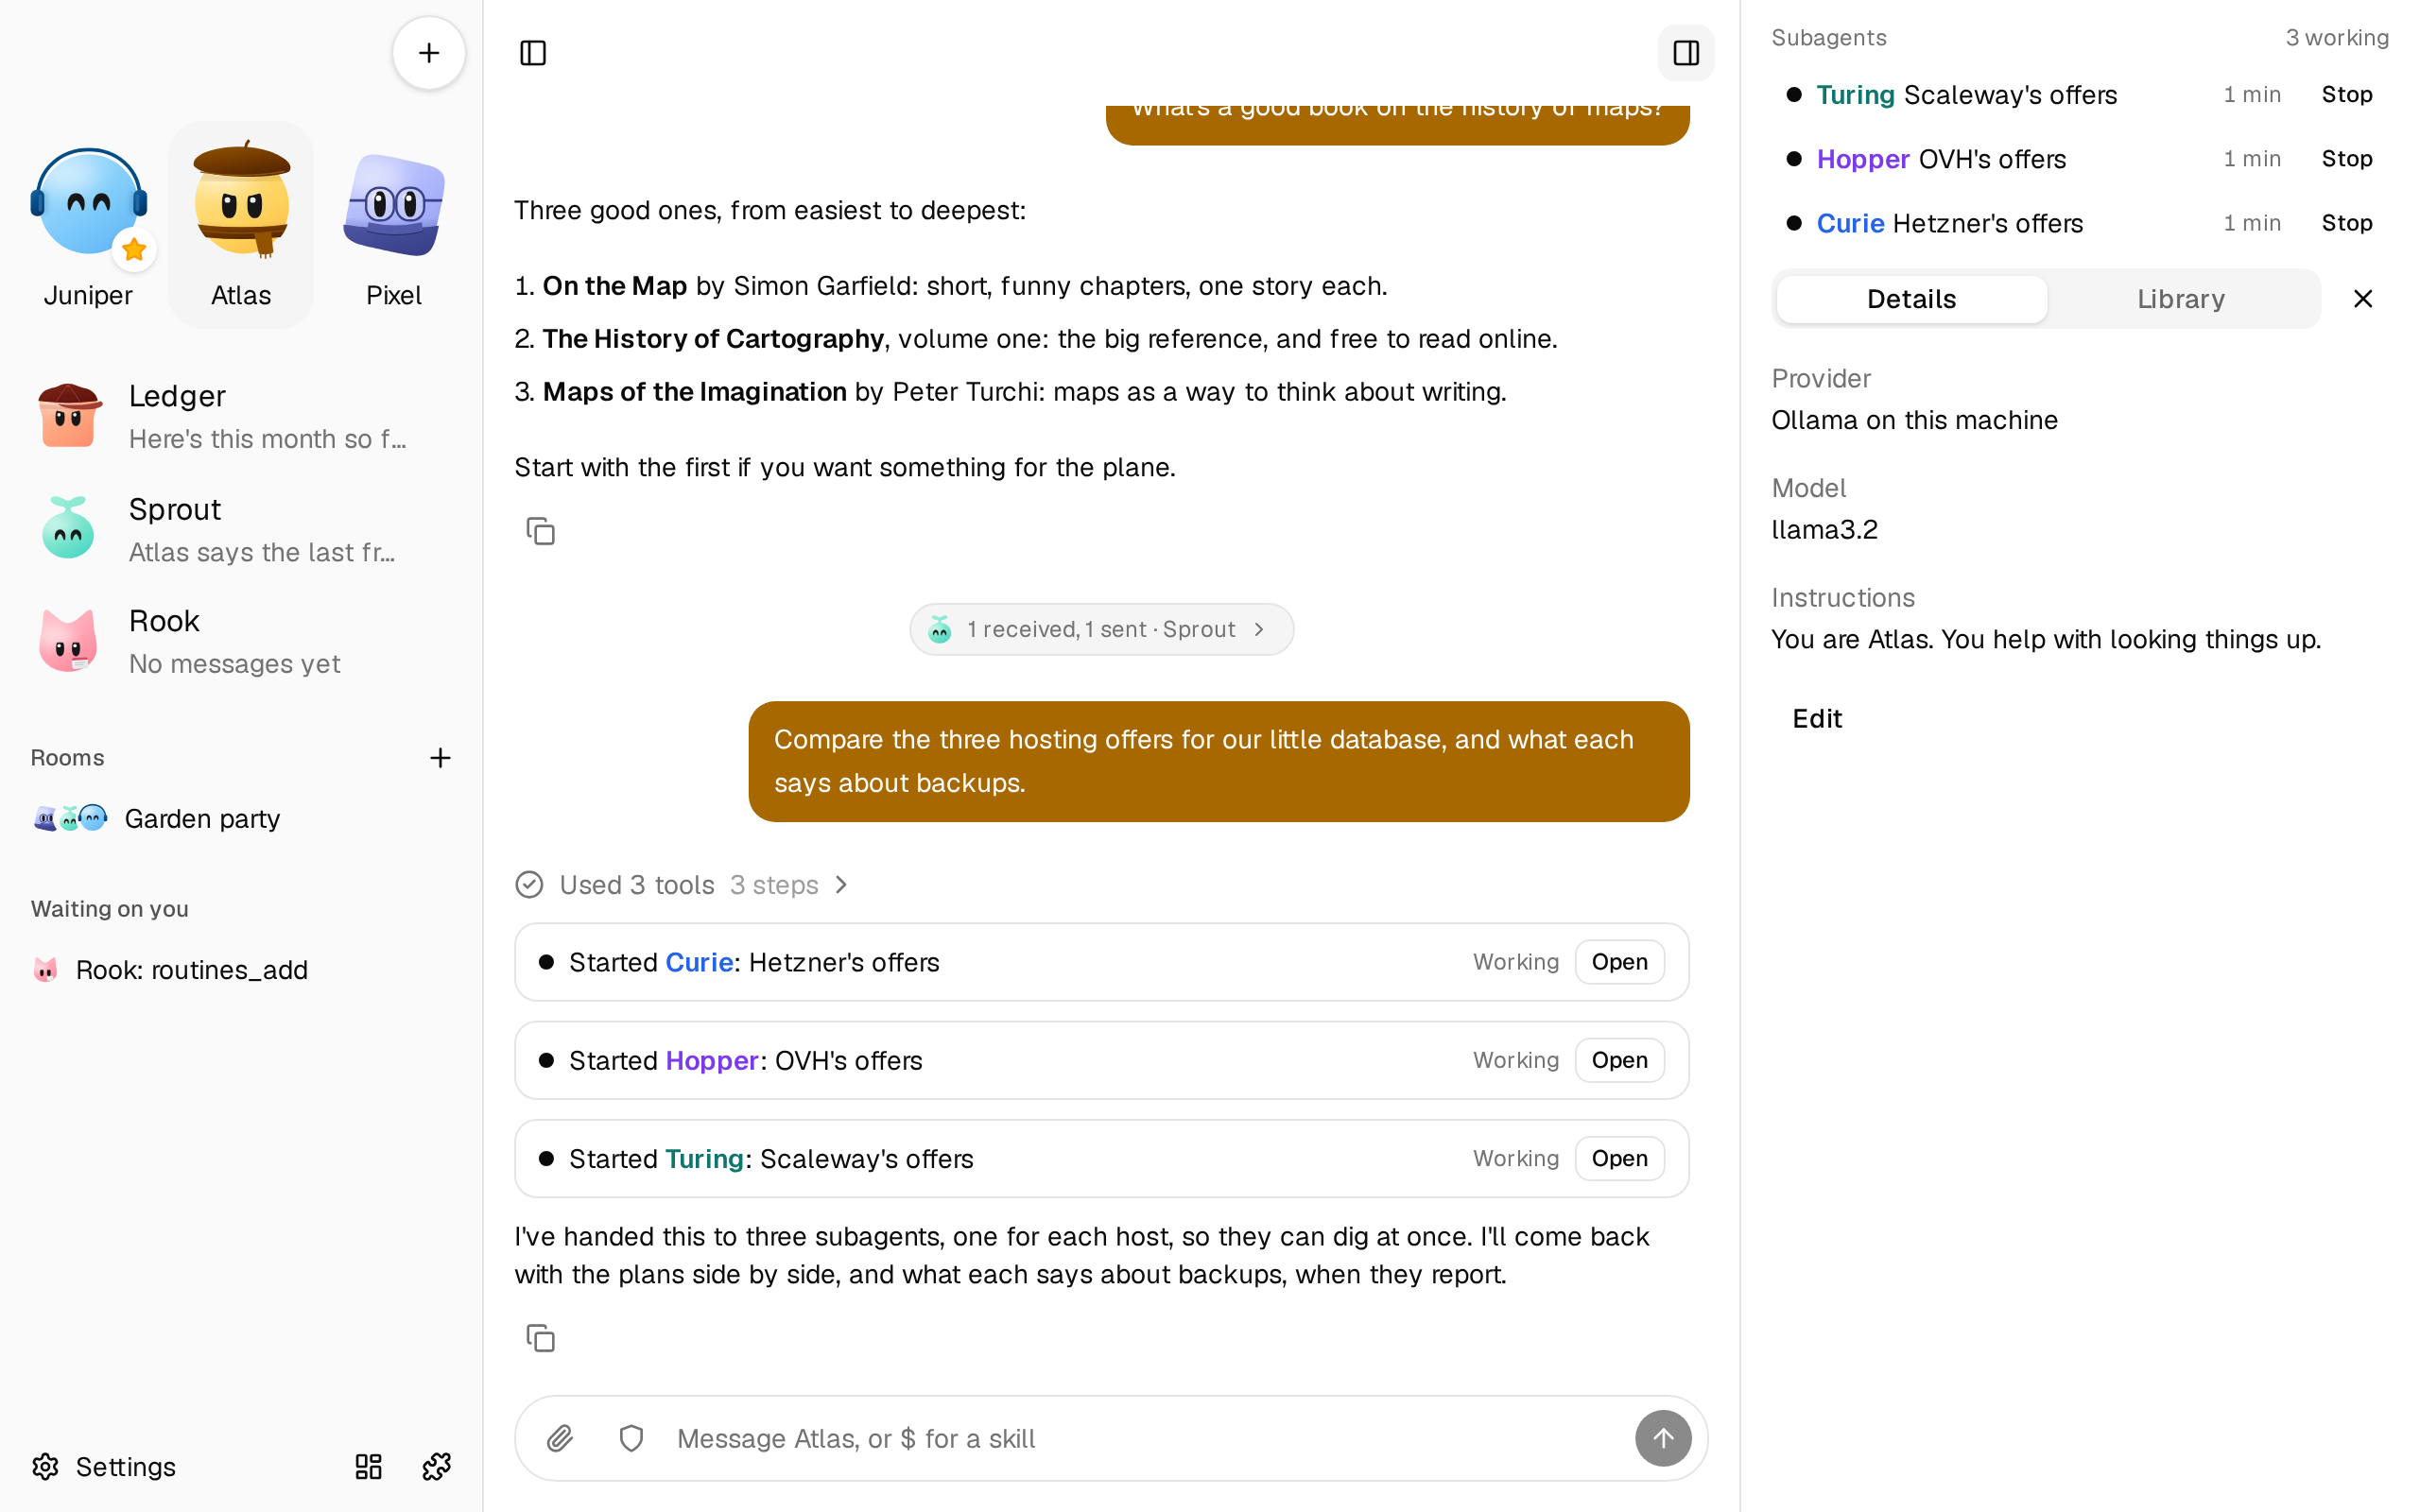 Juniper
Atlas
Pixel
Ledger
Here's this month so f...
Sprout
Atlas says the last fr...
Rook
No messages yet
Rooms
Garden party
Waiting on you
Rook: routines_add
Settings
What's a good book on the history of maps?
Three good ones, from easiest to deepest:
1. On the Map by Simon Garfield: short, funny chapters, one story each.
2. The History of Cartography, volume one: the big reference, and free to read online.
3. Maps of the Imagination by Peter Turchi: maps as a way to think about writing.
Start with the first if you want something for the plane.
1 received, 1 sent · Sprout
Compare the three hosting offers for our little database, and what each
says about backups.
Used 3 tools 3 steps
Started Curie: Hetzner's offers Working Open
Started Hopper: OVH's offers Working Open
Started Turing: Scaleway's offers Working Open
I've handed this to three subagents, one for each host, so they can dig at once. I'll come back
with the plans side by side, and what each says about backups, when they report.
Message Atlas, or $ for a skill
Subagents 3 working
Turing Scaleway's offers 1 min Stop
Hopper OVH's offers 1 min Stop
Curie Hetzner's offers 1 min Stop
Details Library
Provider
Ollama on this machine
Model
llama3.2
Instructions
You are Atlas. You help with looking things up.
Edit